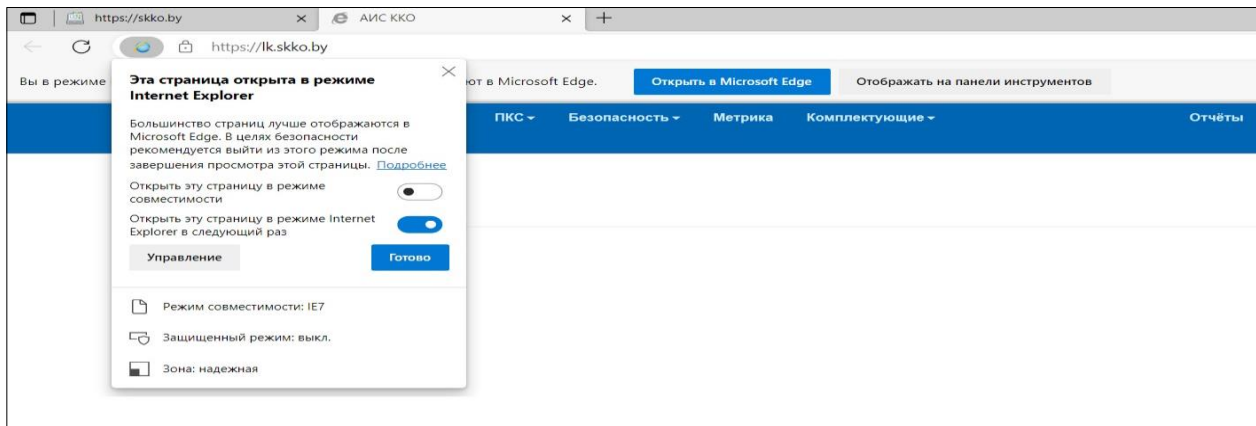 https://skko.by
АИС ККО
https://lk.skko.by
Вы в режиме
ют в Microsoft Edge.
Открыть в Microsoft Edge
Отображать на панели инструментов
ПКС
Безопасность
Метрика
Комплектующие
Отчёты
Эта страница открыта в режиме
Internet Explorer
Большинство страниц лучше отображаются в
Microsoft Edge. В целях безопасности
рекомендуется выйти из этого режима после
завершения просмотра этой страницы. Подробнее
Открыть эту страницу в режиме
совместимости
Открыть эту страницу в режиме Internet
Explorer в следующий раз
Управление
Готово
Режим совместимости: IE7
Защищенный режим: выкл.
Зона: надежная